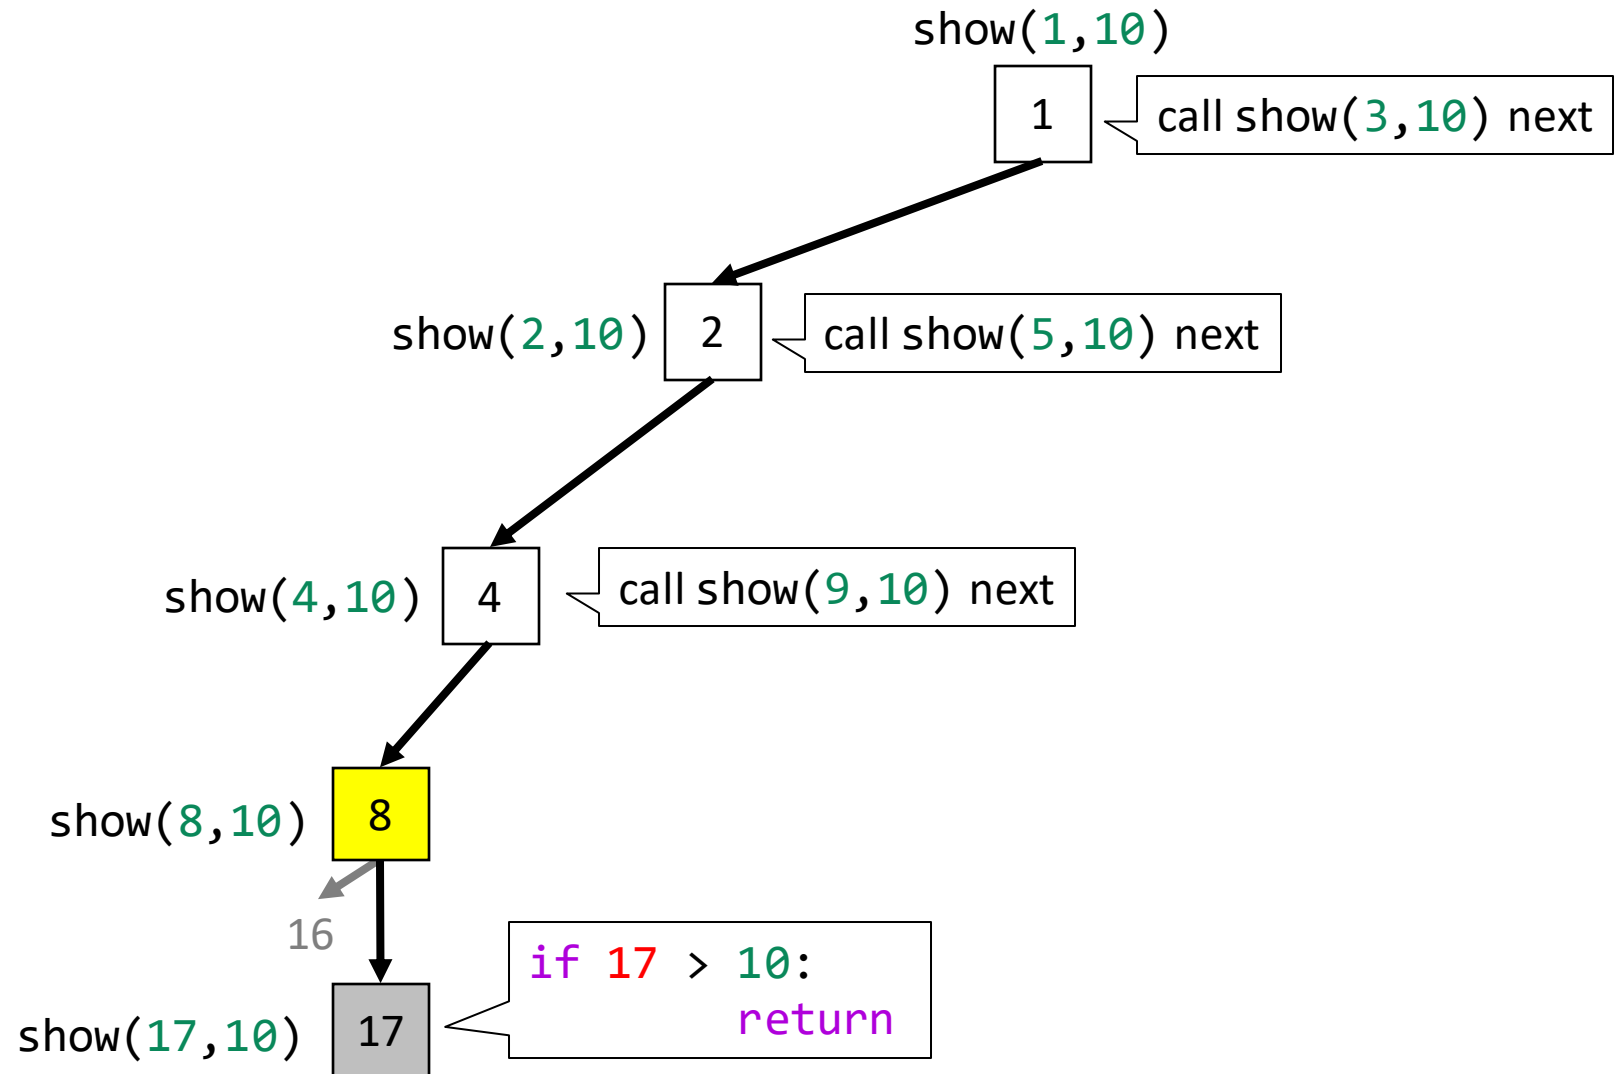 show(1,10)
1
call show(3,10) next
show(2,10)
2
call show(5,10) next
show(4,10)
4
call show(9,10) next
show(8,10)
8
16
if 17 > 10:
return
show(17,10)
17